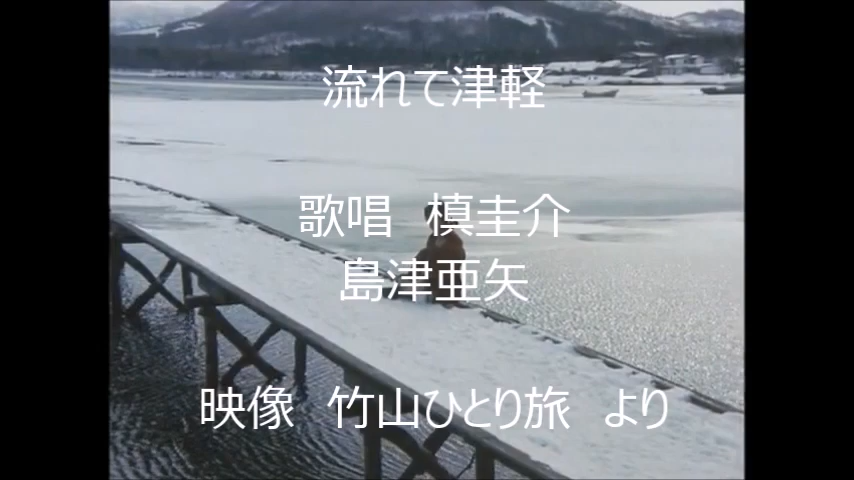 流れて津軽
歌唱　槙圭介
島津亜矢
映像　竹山ひとり旅　より